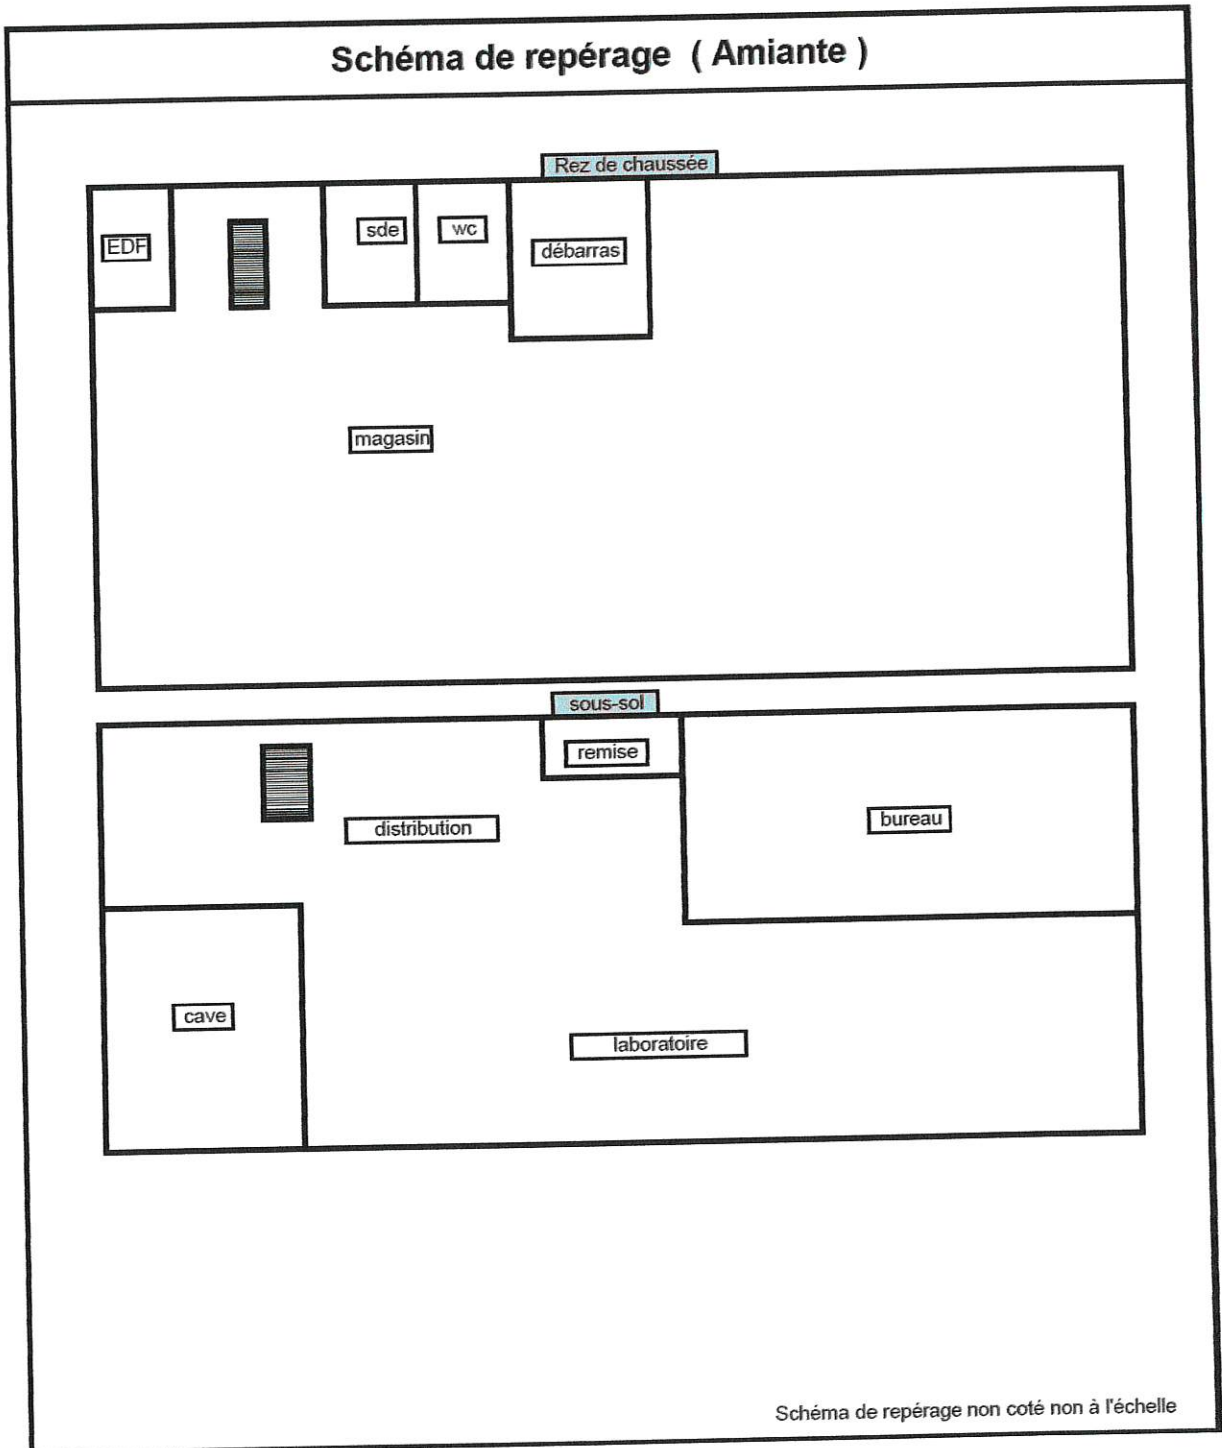 Schéma de repérage ( Amiante )
Rez de chaussée
EDF
sde
wc
débarras
magasin
sous-sol
remise
distribution
bureau
cave
laboratoire
Schéma de repérage non coté non à l'échelle